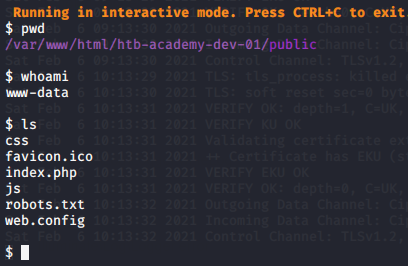 Running in interactive mode. Press CTRL+C to exit
$ pwd
/var/www/html/htb-academy-dev-01/public
$ whoami
www-data
$ ls
css
favicon.ico
index.php
js
robots.txt
web.config
$